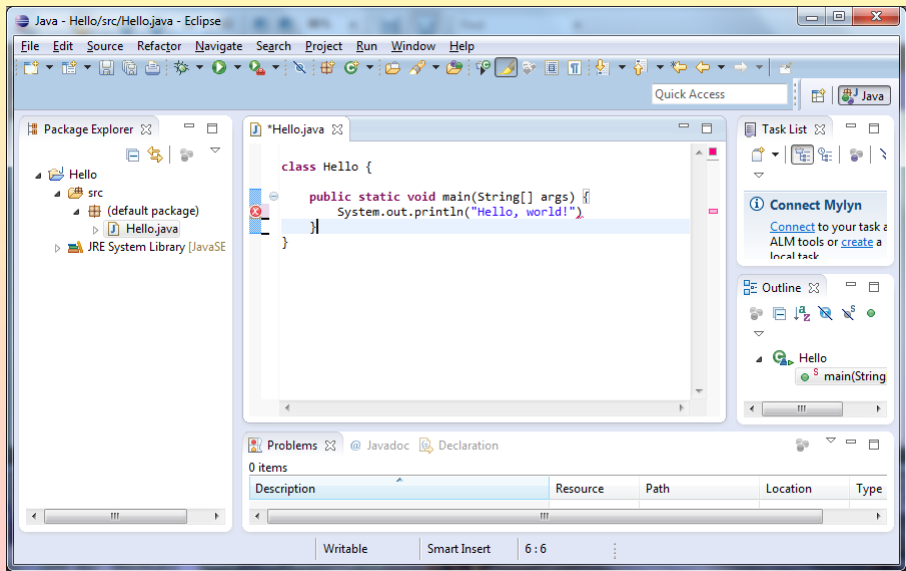 Java - Hello/src/Hello.java - Eclipse
File Edit Source Refactor Navigate Search Project Run Window Help
Quick Access
Java
Package Explorer
Hello
src
(default package)
Hello.java
JRE System Library [JavaSE
*Hello.java
class Hello {
public static void main(String[] args) {
System.out.println("Hello, world!")
}
}
Task List
Connect Mylyn
Connect to your task a
ALM tools or create a
local task
Outline
Hello
main(String
Problems @ Javadoc Declaration
0 items
Description Resource Path Location Type
Writable Smart Insert 6 : 6